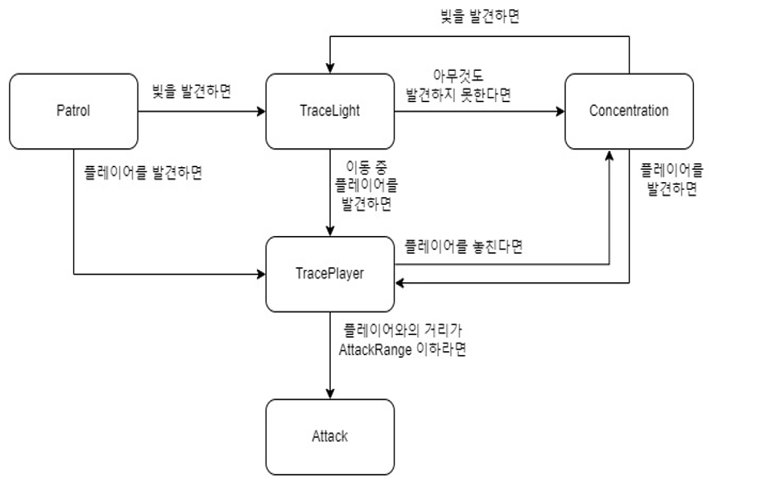 빛을 발견하면
Patrol
빛을 발견하면
TraceLight
아무것도
발견하지 못한다면
Concentration
플레이어를 발견하면
이동 중
플레이어를
발견하면
플레이어를
발견하면
TracePlayer
플레이어를 놓친다면
플레이어와의 거리가
AttackRange 이하라면
Attack